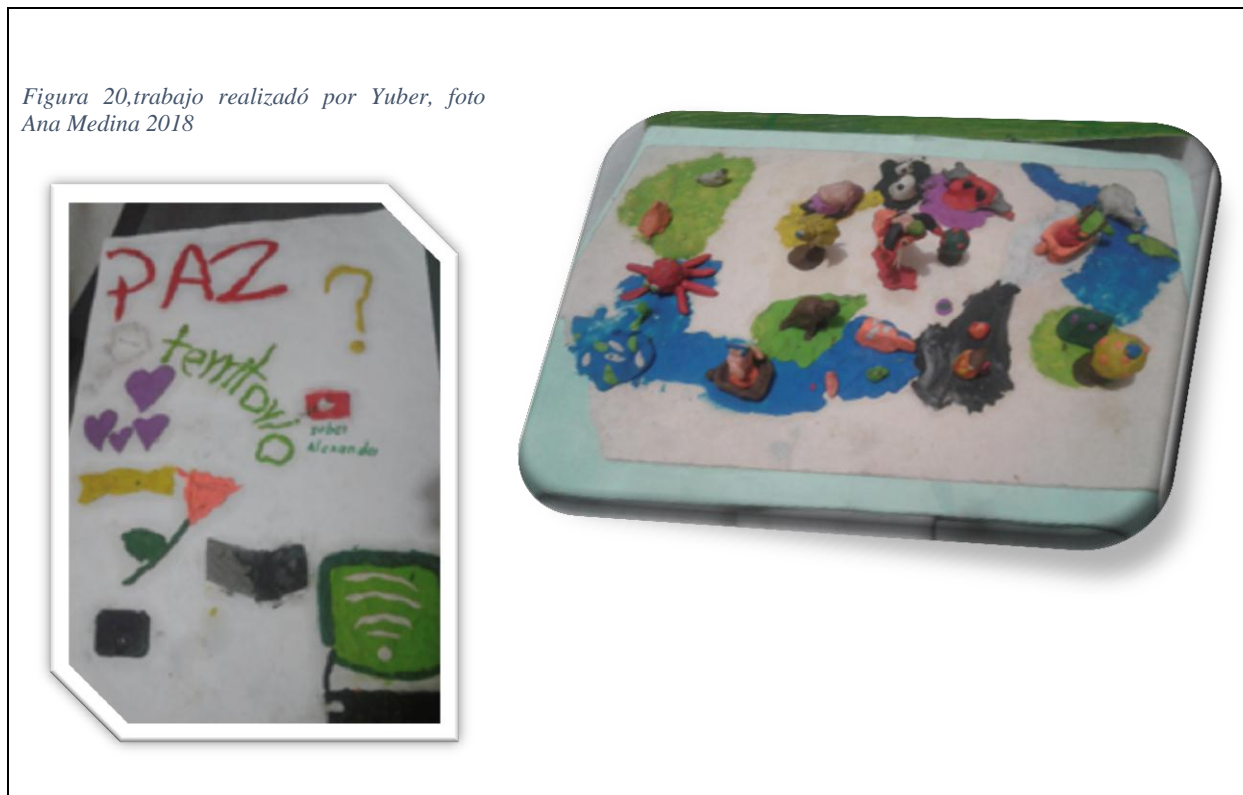 Figura 20,trabajo realizadó por Yuber, foto
Ana Medina 2018
PAZ
?
territorio
yuber
Alexander